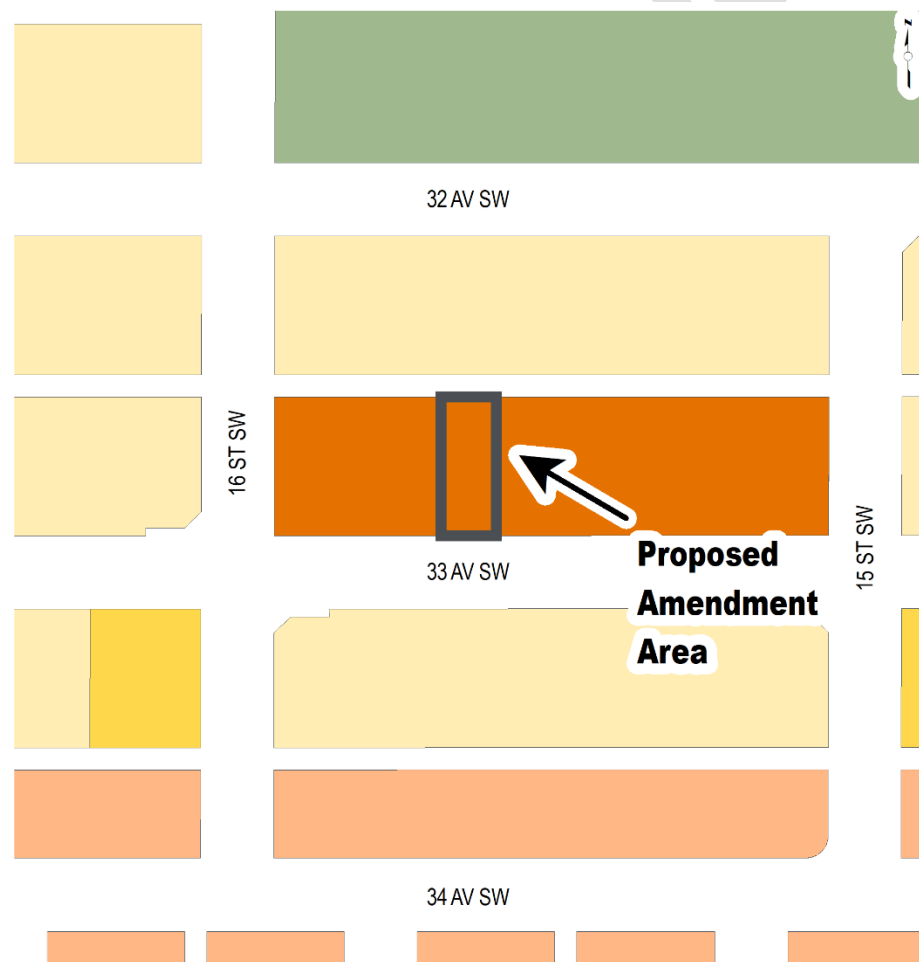 32 AV SW
16 ST SW
33 AV SW
Proposed
Amendment
Area
15 ST SW
34 AV SW